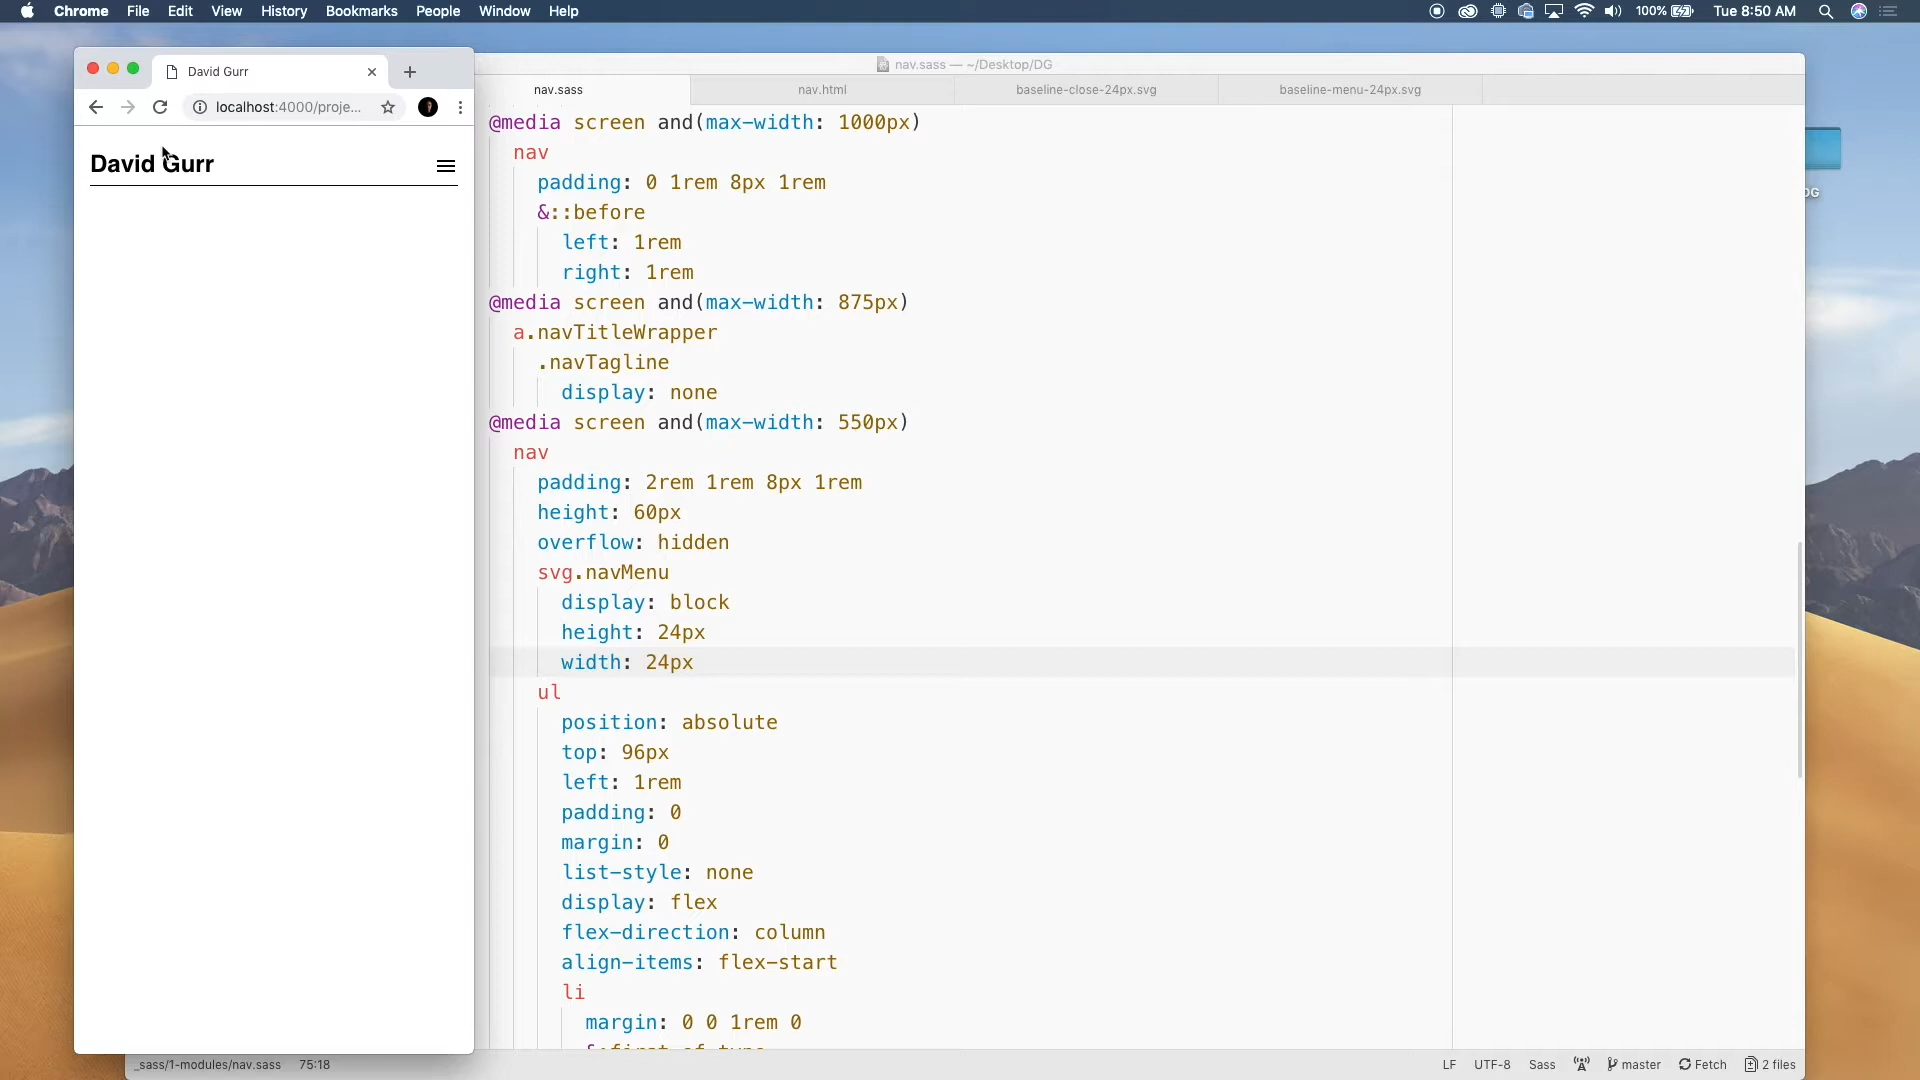 Chrome File Edit View History Bookmarks People Window Help
100% Tue 8:50 AM
David Gurr
localhost:4000/proje...
David Gurr
nav.sass — ~/Desktop/DG
nav.sass nav.html baseline-close-24px.svg baseline-menu-24px.svg
@media screen and(max-width: 1000px)
nav
padding: 0 1rem 8px 1rem
&::before
left: 1rem
right: 1rem
@media screen and(max-width: 875px)
a.navTitleWrapper
.navTagline
display: none
@media screen and(max-width: 550px)
nav
padding: 2rem 1rem 8px 1rem
height: 60px
overflow: hidden
svg.navMenu
display: block
height: 24px
width: 24px
ul
position: absolute
top: 96px
left: 1rem
padding: 0
margin: 0
list-style: none
display: flex
flex-direction: column
align-items: flex-start
li
margin: 0 0 1rem 0
&:first-of-type
DG
_sass/1-modules/nav.sass 75:18
LF UTF-8 Sass master Fetch 2 files